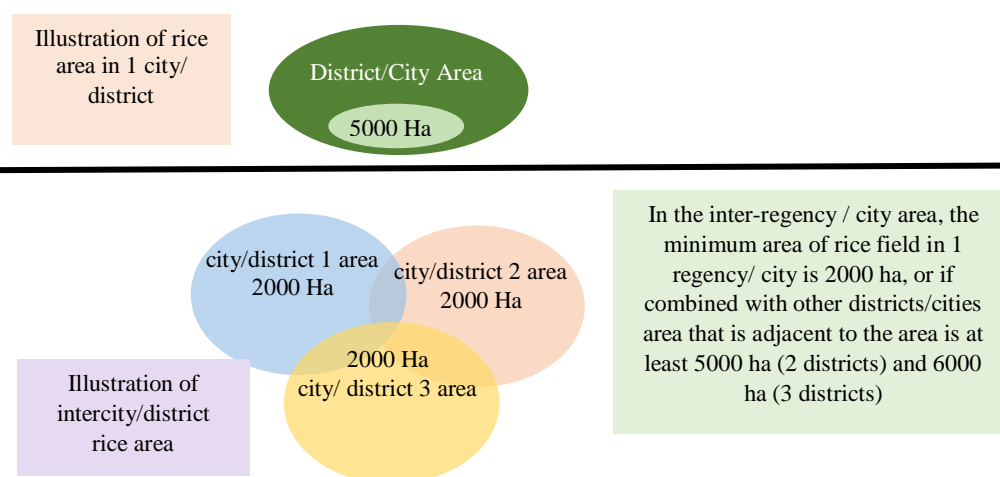 Illustration of rice
area in 1 city/
district
District/City Area
5000 Ha
city/district 1 area
2000 Ha
city/district 2 area
2000 Ha
2000 Ha
city/ district 3 area
Illustration of
intercity/district
rice area
In the inter-regency / city area, the
minimum area of rice field in 1
regency/ city is 2000 ha, or if
combined with other districts/cities
area that is adjacent to the area is at
least 5000 ha (2 districts) and 6000
ha (3 districts)